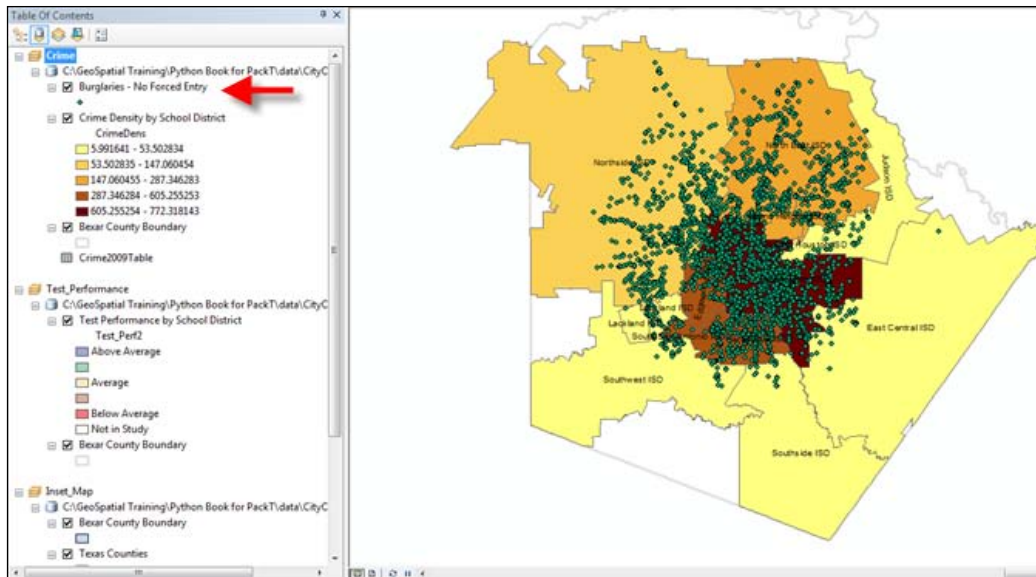 Table Of Contents
Crime
C:\GeoSpatial Training\Python Book for PackT\data\CityC
Burglaries - No Forced Entry
Crime Density by School District
CrimeDens
5.991641 - 53.502834
53.502835 - 147.060454
147.060455 - 287.346283
287.346284 - 605.255253
605.255254 - 772.318143
Bexar County Boundary
Crime2009Table
Test_Performance
C:\GeoSpatial Training\Python Book for PackT\data\CityC
Test Performance by School District
Test_Perf2
Above Average
Average
Below Average
Not in Study
Bexar County Boundary
Inset_Map
C:\GeoSpatial Training\Python Book for PackT\data\CityC
Bexar County Boundary
Texas Counties
North East ISD
Northside ISD
Judson ISD
ISD
East Central ISD
Lackland
Southwest ISD
Southside ISD